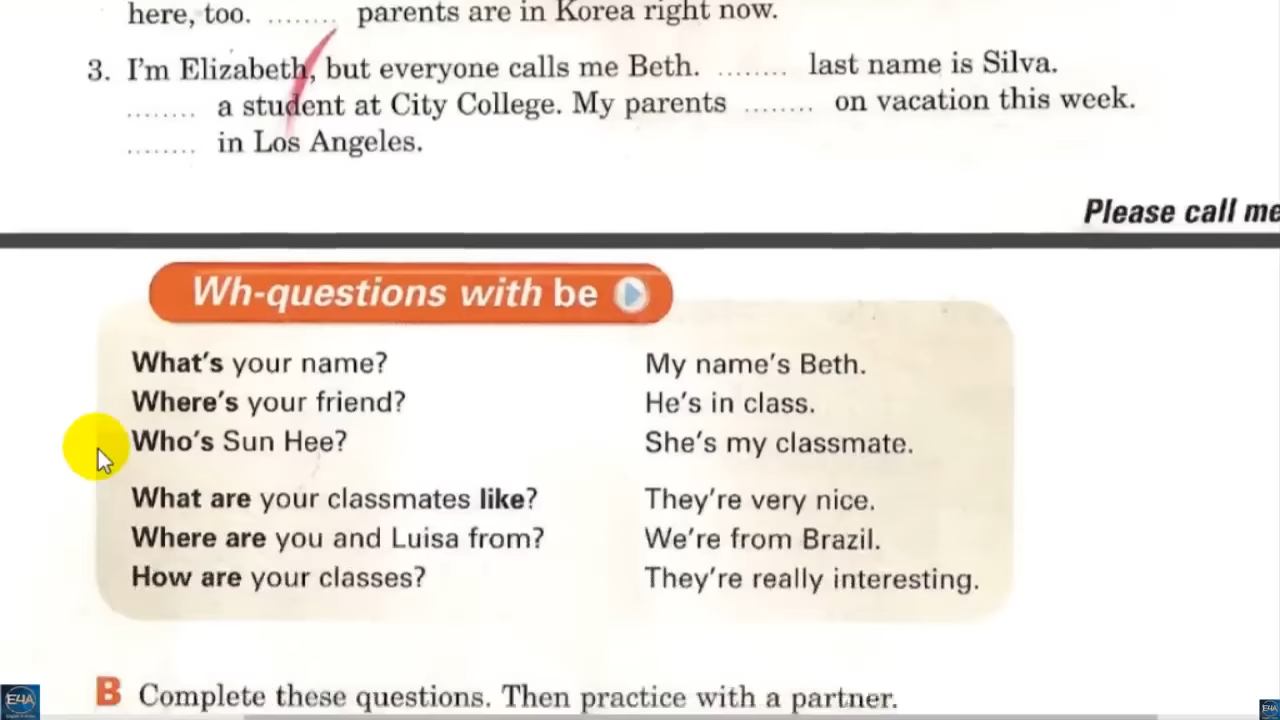 here, too. ........ parents are in Korea right now.
3. I'm Elizabeth, but everyone calls me Beth. ........ last name is Silva.
........ a student at City College. My parents ........ on vacation this week.
........ in Los Angeles.
Please call me
Wh-questions with be
What's your name? My name's Beth.
Where's your friend? He's in class.
Who's Sun Hee? She's my classmate.
What are your classmates like? They're very nice.
Where are you and Luisa from? We're from Brazil.
How are your classes? They're really interesting.
B Complete these questions. Then practice with a partner.
E4A
E4A